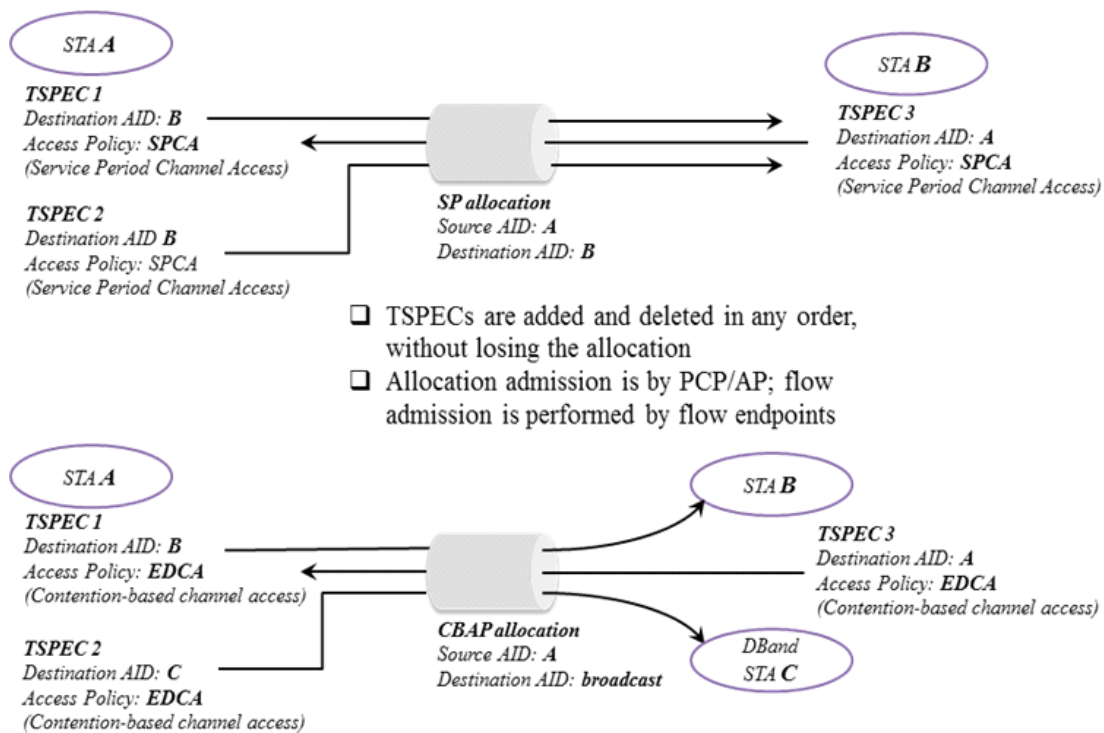 STA A
TSPEC 1
Destination AID: B
Access Policy: SPCA
(Service Period Channel Access)
TSPEC 2
Destination AID B
Access Policy: SPCA
(Service Period Channel Access)
SP allocation
Source AID: A
Destination AID: B
STA B
TSPEC 3
Destination AID: A
Access Policy: SPCA
(Service Period Channel Access)
❑ TSPECs are added and deleted in any order,
without losing the allocation
❑ Allocation admission is by PCP/AP; flow
admission is performed by flow endpoints
STA A
TSPEC 1
Destination AID: B
Access Policy: EDCA
(Contention-based channel access)
TSPEC 2
Destination AID: C
Access Policy: EDCA
(Contention-based channel access)
CBAP allocation
Source AID: A
Destination AID: broadcast
STA B
TSPEC 3
Destination AID: A
Access Policy: EDCA
(Contention-based channel access)
DBand
STA C